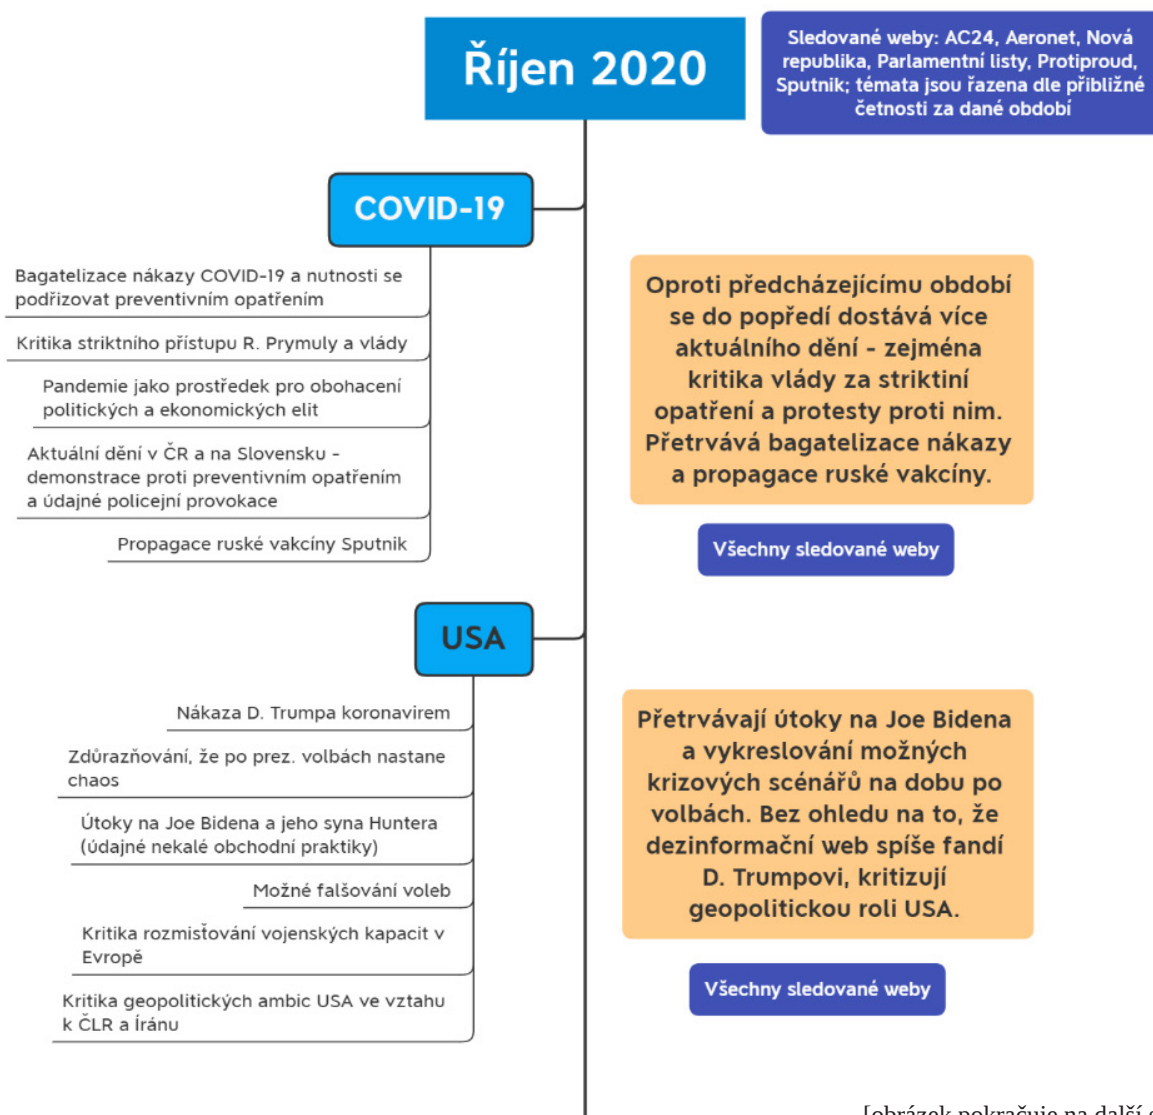 Říjen 2020
Sledované weby: AC24, Aeronet, Nová
republika, Parlamentní listy, Protiproud,
Sputnik; témata jsou řazena dle přibližné
četnosti za dané období
COVID-19
Bagatelizace nákazy COVID-19 a nutnosti se
podřizovat preventivním opatřením
Kritika striktního přístupu R. Prymuly a vlády
Pandemie jako prostředek pro obohacení
politických a ekonomických elit
Aktuální dění v ČR a na Slovensku -
demonstrace proti preventivním opatřením
a údajné policejní provokace
Propagace ruské vakcíny Sputnik
Oproti předcházejícímu období
se do popředí dostává více
aktuálního dění - zejména
kritika vlády za striktiní
opatření a protesty proti nim.
Přetrvává bagatelizace nákazy
a propagace ruské vakcíny.
Všechny sledované weby
USA
Nákaza D. Trumpa koronavirem
Zdůrazňování, že po prez. volbách nastane
chaos
Útoky na Joe Bidena a jeho syna Huntera
(údajné nekalé obchodní praktiky)
Možné falšování voleb
Kritika rozmisťování vojenských kapacit v
Evropě
Kritika geopolitických ambic USA ve vztahu
k ČLR a Íránu
Přetrvávají útoky na Joe Bidena
a vykreslování možných
krizových scénářů na dobu po
volbách. Bez ohledu na to, že
dezinformační web spíše fandí
D. Trumpovi, kritizují
geopolitickou roli USA.
Všechny sledované weby
[obrázek pokračuje na další